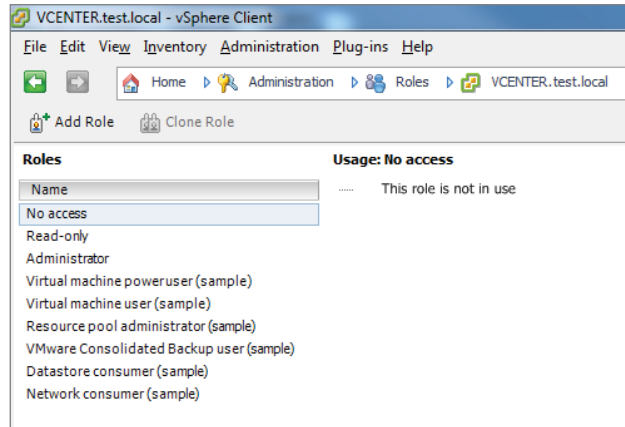 VCENTER.test.local - vSphere Client
File Edit View Inventory Administration Plug-ins Help
Home Administration Roles VCENTER.test.local
Add Role Clone Role
Roles
Name
No access
Read-only
Administrator
Virtual machine power user (sample)
Virtual machine user (sample)
Resource pool administrator (sample)
VMware Consolidated Backup user (sample)
Datastore consumer (sample)
Network consumer (sample)
Usage: No access
This role is not in use